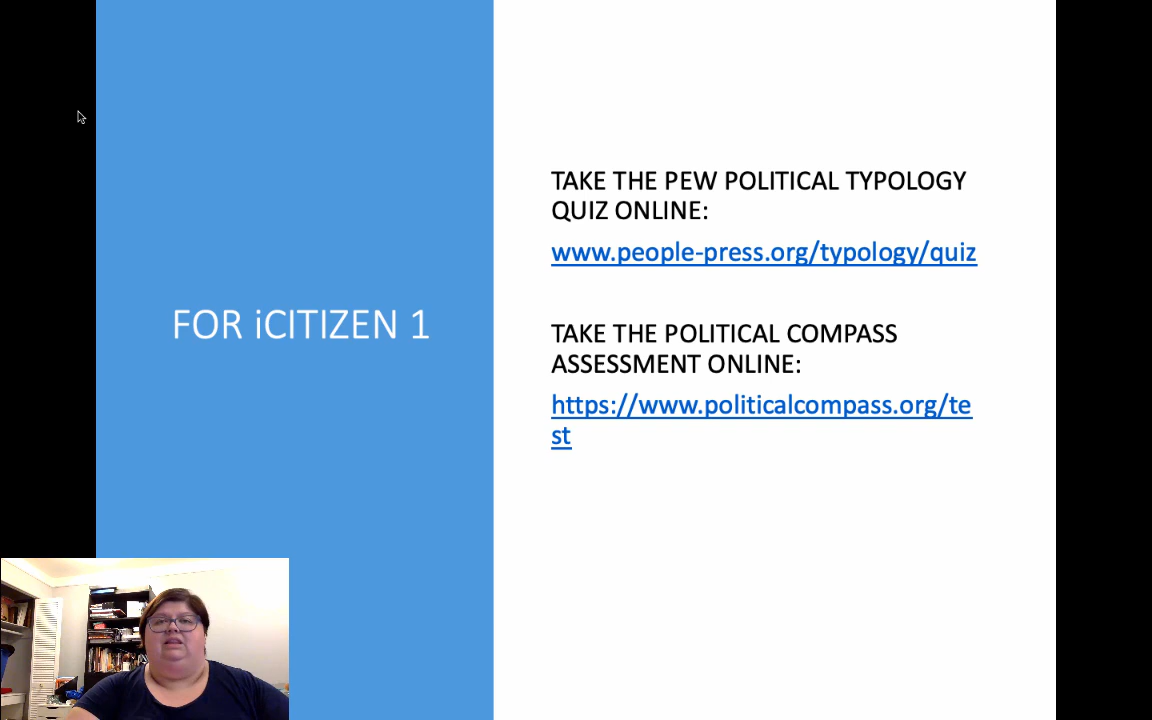 FOR iCITIZEN 1
TAKE THE PEW POLITICAL TYPOLOGY
QUIZ ONLINE:
www.people-press.org/typology/quiz
TAKE THE POLITICAL COMPASS
ASSESSMENT ONLINE:
https://www.politicalcompass.org/te
st